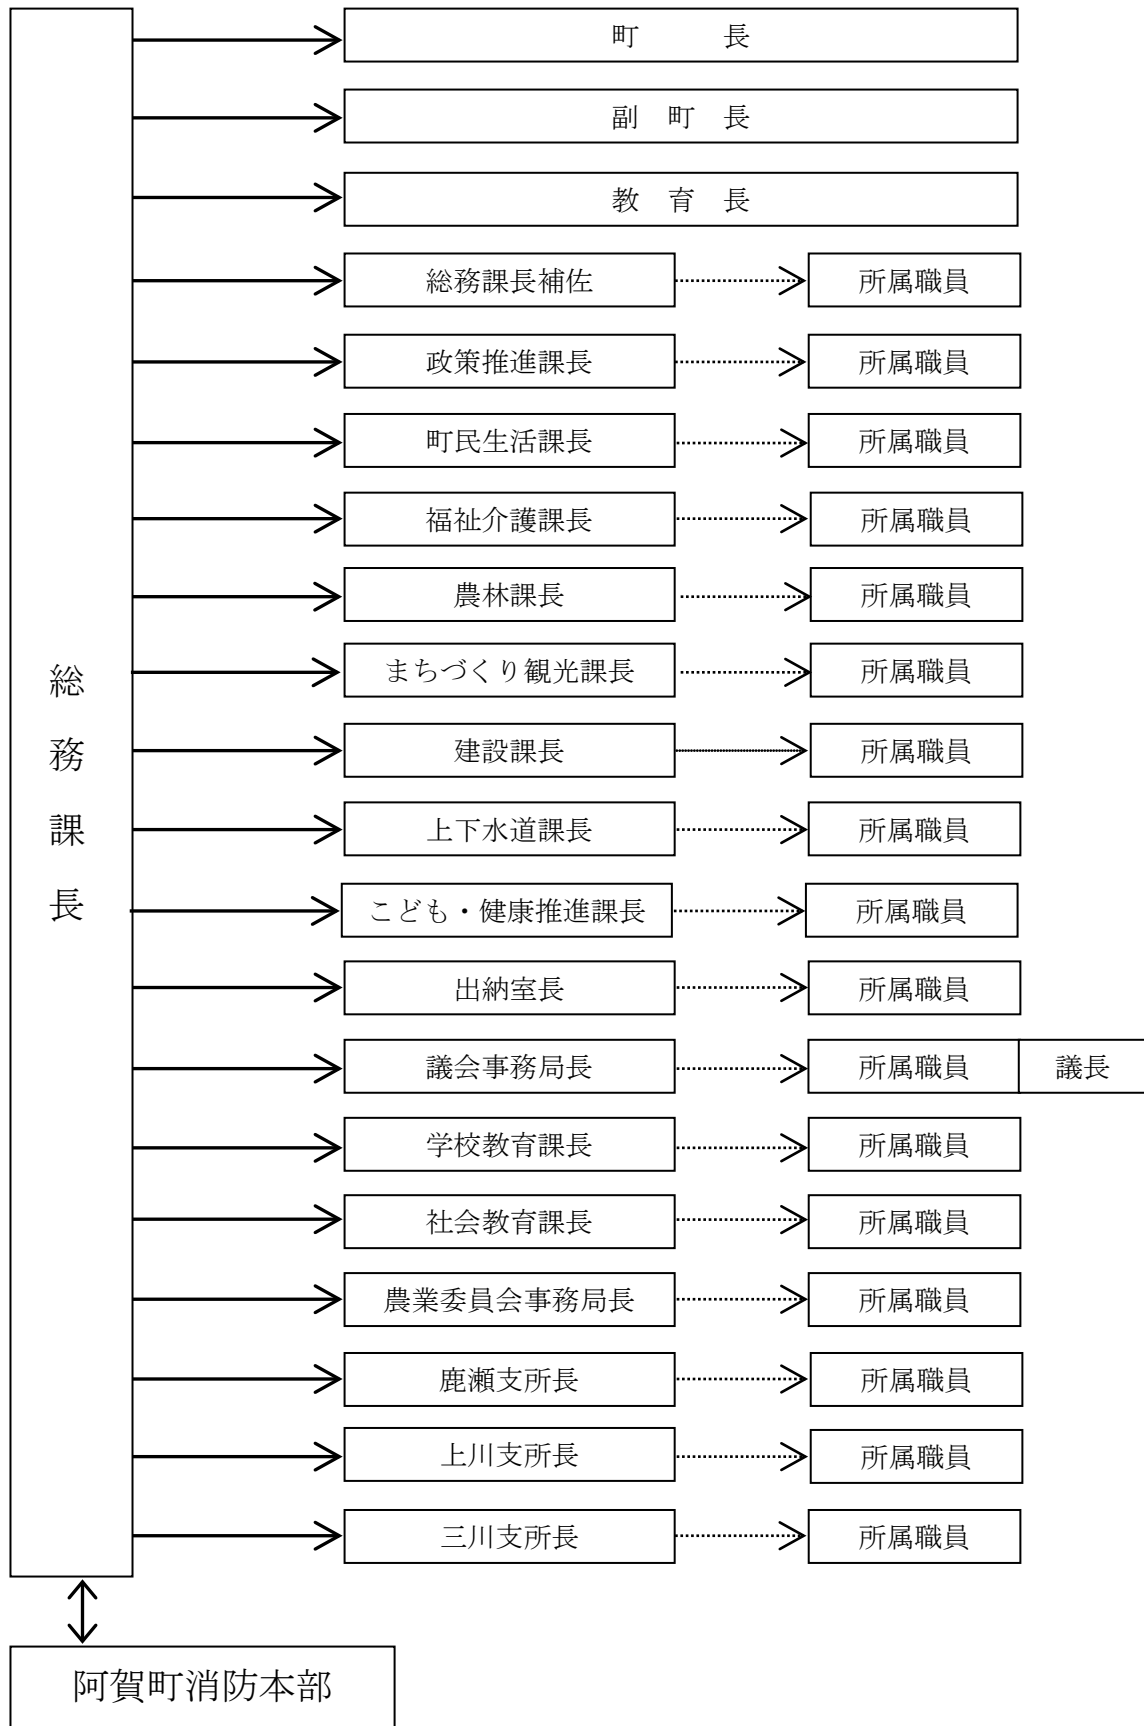 町　　　長
副　町　長
教　育　長
総務課長補佐 所属職員
政策推進課長 所属職員
町民生活課長 所属職員
福祉介護課長 所属職員
農林課長 所属職員
まちづくり観光課長 所属職員
建設課長 所属職員
上下水道課長 所属職員
こども・健康推進課長 所属職員
出納室長 所属職員
議会事務局長 所属職員 議長
学校教育課長 所属職員
社会教育課長 所属職員
農業委員会事務局長 所属職員
鹿瀬支所長 所属職員
上川支所長 所属職員
三川支所長 所属職員
総務課長
阿賀町消防本部